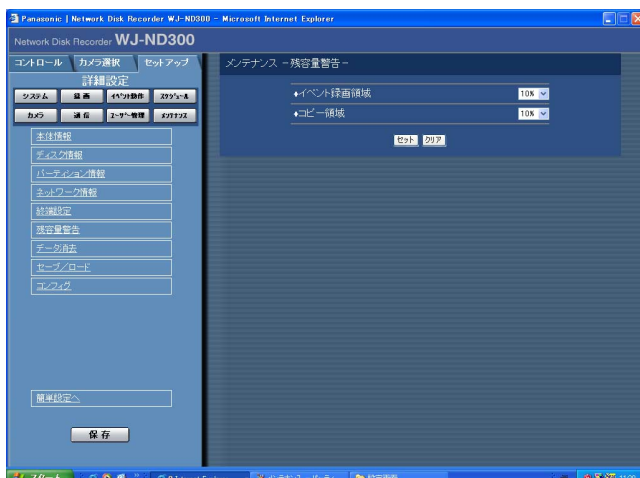 Panasonic | Network Disk Recorder WJ-ND300 - Microsoft Internet Explorer
Network Disk Recorder WJ-ND300
コントロール カメラ選択 セットアップ
メンテナンス －残容量警告－
詳細設定
システム 録画 イベント動作 スケジュール
カメラ 通信 ユーザー管理 メンテナンス
♦イベント録画領域 10%
♦コピー領域 10%
セット クリア
本体情報
ディスク情報
パーティション情報
ネットワーク情報
終端設定
残容量警告
データ消去
セーブ／ロード
コンフィグ
簡単設定へ
保存
スタート